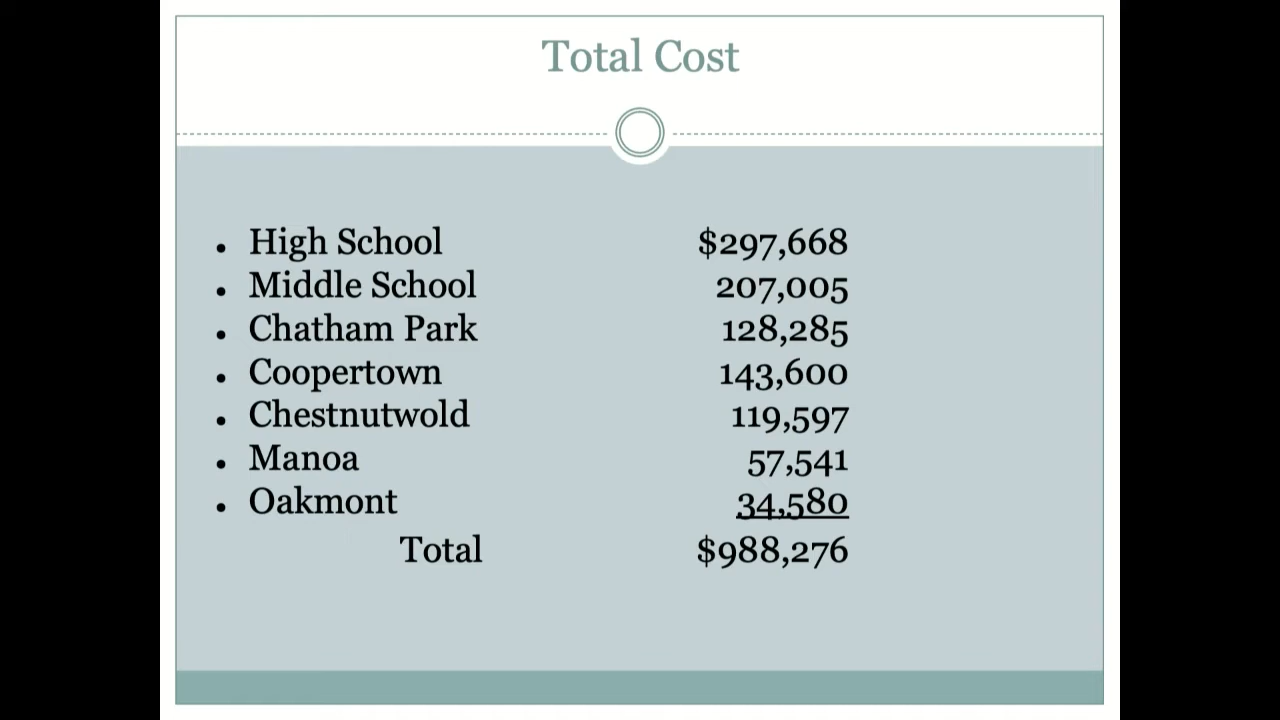 Total Cost
• High School $297,668
• Middle School 207,005
• Chatham Park 128,285
• Coopertown 143,600
• Chestnutwold 119,597
• Manoa 57,541
• Oakmont 34,580
Total $988,276